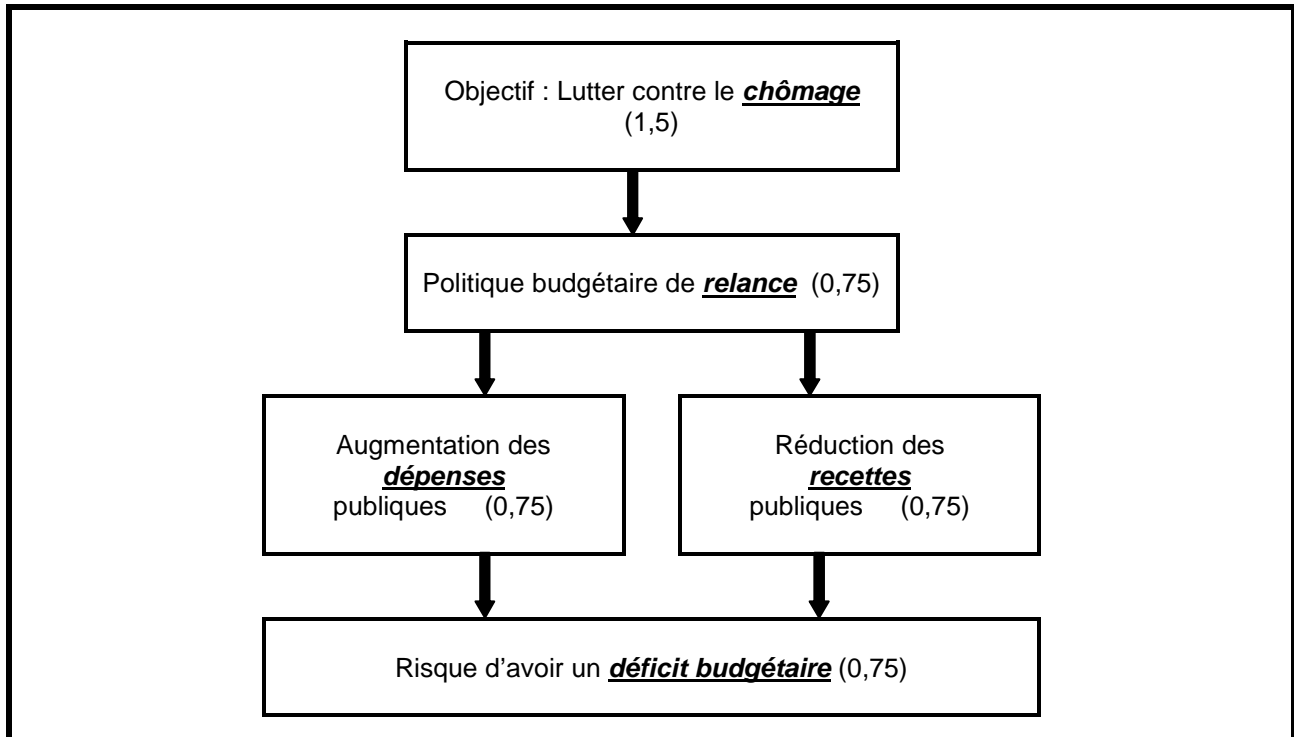 Objectif : Lutter contre le chômage
(1,5)
Politique budgétaire de relance (0,75)
Augmentation des
dépenses
publiques (0,75)
Réduction des
recettes
publiques (0,75)
Risque d'avoir un déficit budgétaire (0,75)